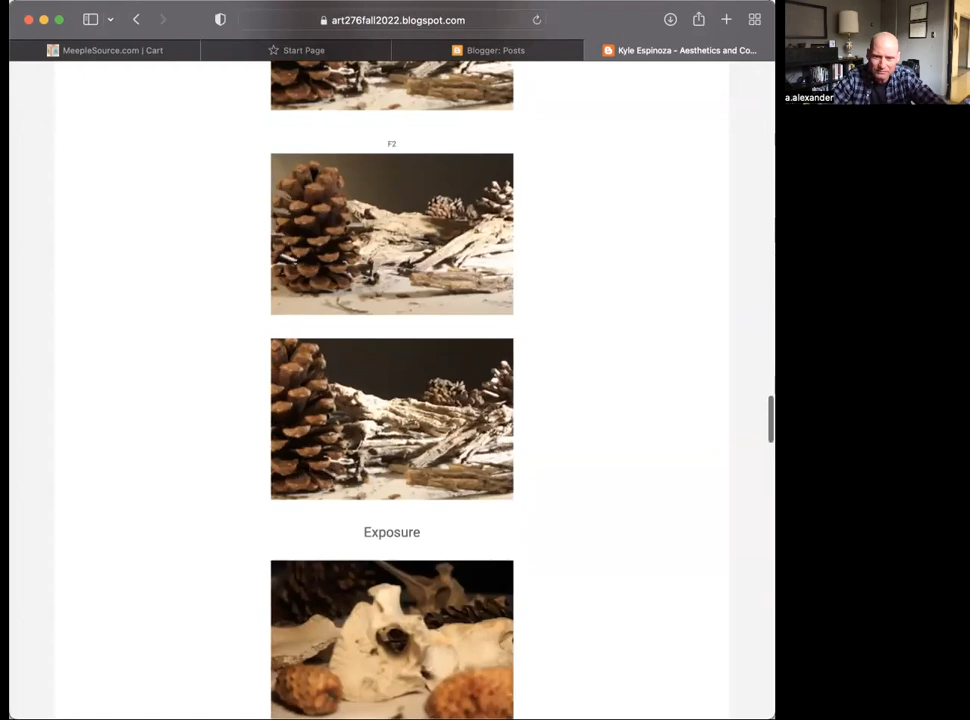 art276fall2022.blogspot.com
MeepleSource.com | Cart
Start Page
Blogger: Posts
Kyle Espinoza - Aesthetics and Co...
a.alexander
F2
Exposure